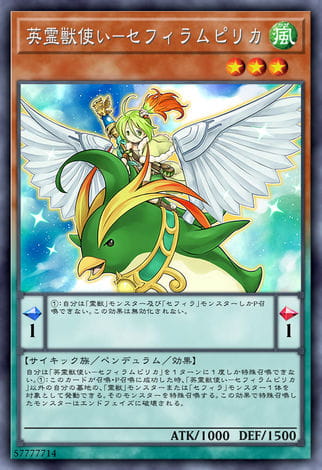 英霊獣使い－セフィラムピリカ 風
①：自分は「霊獣」モンスター及び「セフィラ」モンスターしかP召
喚できない。この効果は無効化されない。
1 1
【サイキック族／ペンデュラム／効果】
自分は「英霊獣使い－セフィラムピリカ」を１ターンに１度しか特殊召喚でき
ない。①：このカードが召喚・P召喚に成功した時、「英霊獣使い－セフィラムピリカ」
以外の自分の墓地の、「霊獣」モンスターまたは「セフィラ」モンスター１体を
対象として発動できる。そのモンスターを特殊召喚する。この効果で特殊召喚し
たモンスターはエンドフェイズに破壊される。
ATK/1000 DEF/1500
57777714